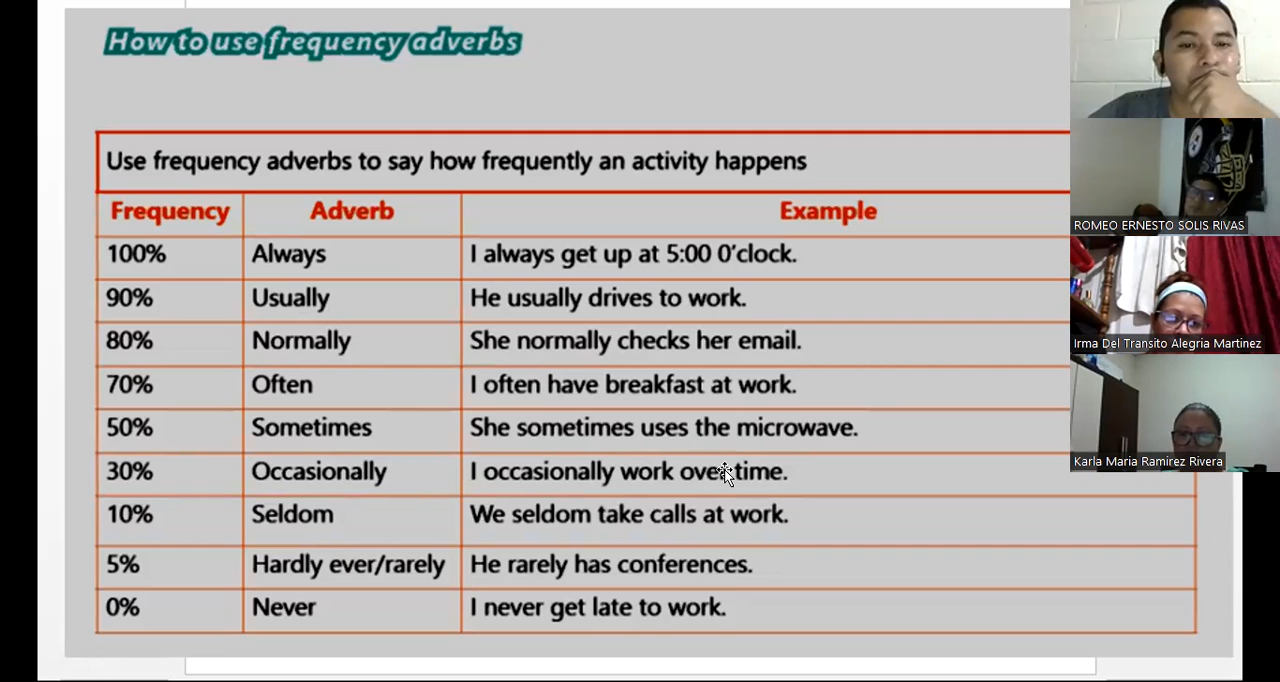 How to use frequency adverbs
Use frequency adverbs to say how frequently an activity happens
Frequency Adverb Example
100% Always I always get up at 5:00 0'clock.
90% Usually He usually drives to work.
80% Normally She normally checks her email.
70% Often I often have breakfast at work.
50% Sometimes She sometimes uses the microwave.
30% Occasionally I occasionally work overtime.
10% Seldom We seldom take calls at work.
5% Hardly ever/rarely He rarely has conferences.
0% Never I never get late to work.
ROMEO ERNESTO SOLIS RIVAS
Irma Del Transito Alegria Martinez
Karla Maria Ramirez Rivera